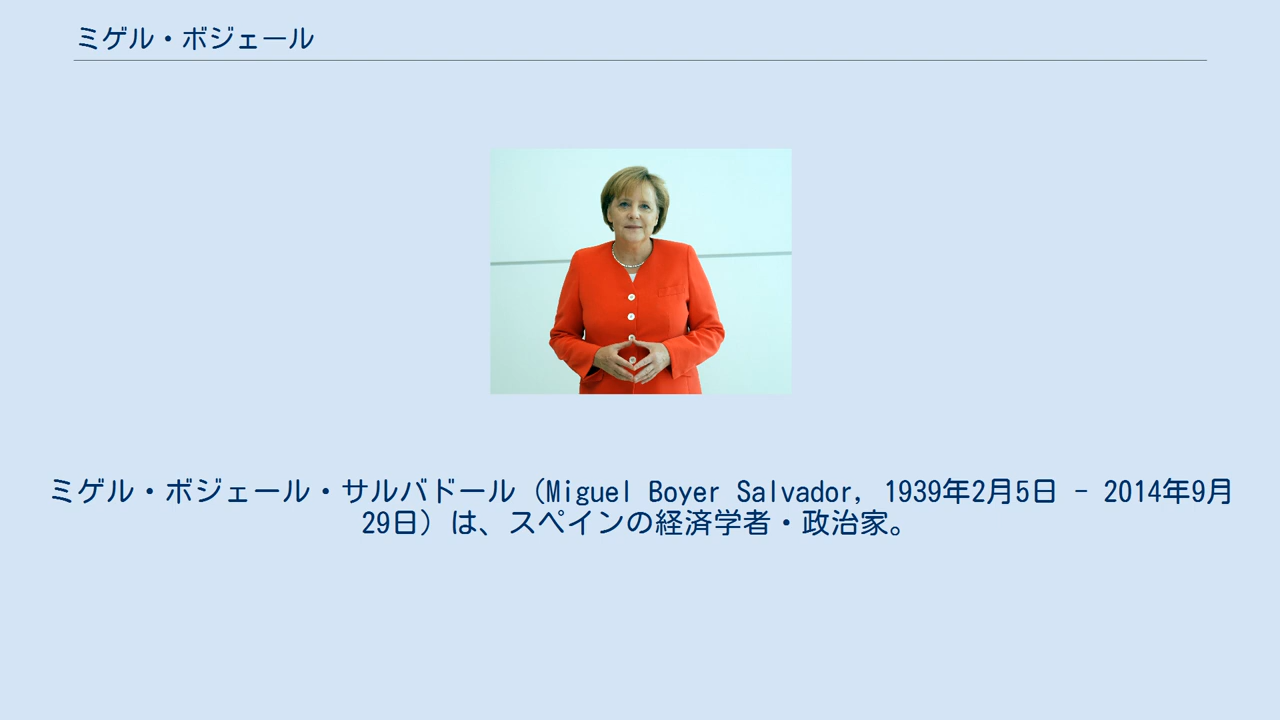 ミゲル・ボジェール
ミゲル・ボジェール・サルバドール（Miguel Boyer Salvador, 1939年2月5日 - 2014年9月
29日）は、スペインの経済学者・政治家。